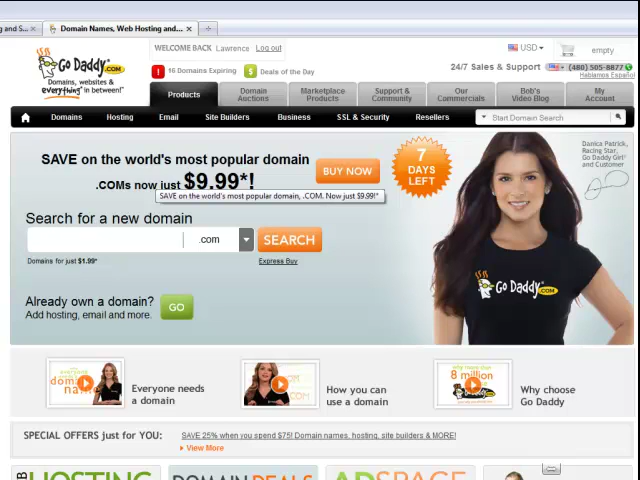 g and S...
Domain Names, Web Hosting and...
Go Daddy.COM
Domains, websites &
everything in between!
WELCOME BACK Lawrence Log out
16 Domains Expiring $ Deals of the Day
USD
empty
24/7 Sales & Support (480) 505-8877
Hablamos Español
Products
Domain Auctions
Marketplace Products
Support & Community
Our Commercials
Bob's Video Blog
My Account
Domains Hosting Email Site Builders Business SSL & Security Resellers Start Domain Search
SAVE on the world's most popular domain
.COMs now just $9.99*!
BUY NOW
SAVE on the world's most popular domain, .COM. Now just $9.99!*
7
DAYS
LEFT
Danica Patrick,
Racing Star,
Go Daddy Girl
and Customer
Search for a new domain
.com
SEARCH
Domains for just $1.99*
Express Buy
Go Daddy.COM
Already own a domain?
Add hosting, email and more.
GO
Everyone needs
a domain
How you can
use a domain
8 million
Why choose
Go Daddy
SPECIAL OFFERS just for YOU:
SAVE 25% when you spend $75! Domain names, hosting, site builders & MORE!
View More
HOSTING
DOMAIN DEALS
AD SPACE